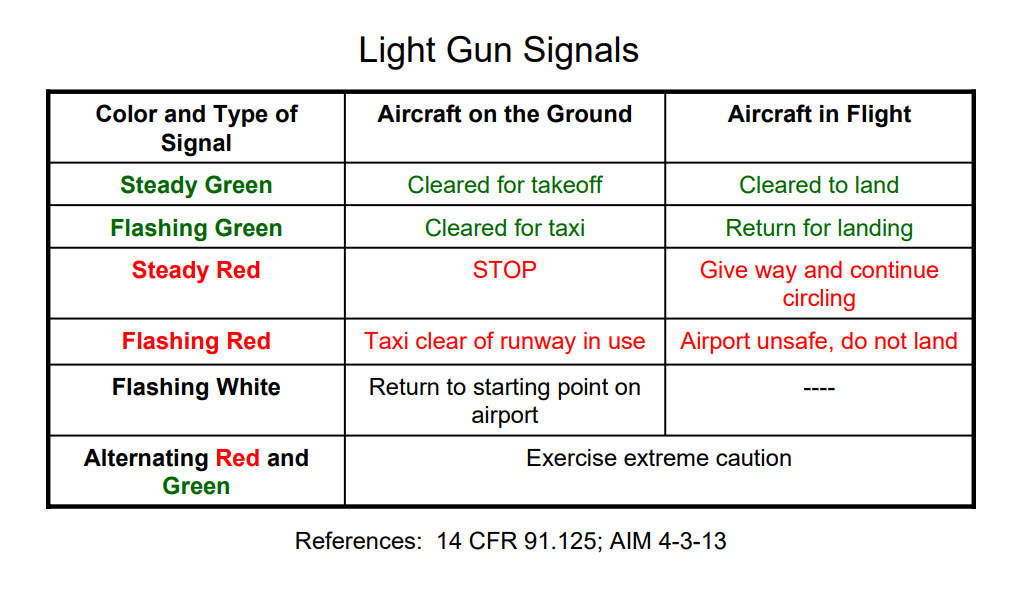 Light Gun Signals
Color and Type of
Signal
Aircraft on the Ground
Aircraft in Flight
Steady Green
Cleared for takeoff
Cleared to land
Flashing Green
Cleared for taxi
Return for landing
Steady Red
STOP
Give way and continue
circling
Flashing Red
Taxi clear of runway in use
Airport unsafe, do not land
Flashing White
Return to starting point on
airport
----
Alternating Red and
Green
Exercise extreme caution
References:  14 CFR 91.125; AIM 4-3-13